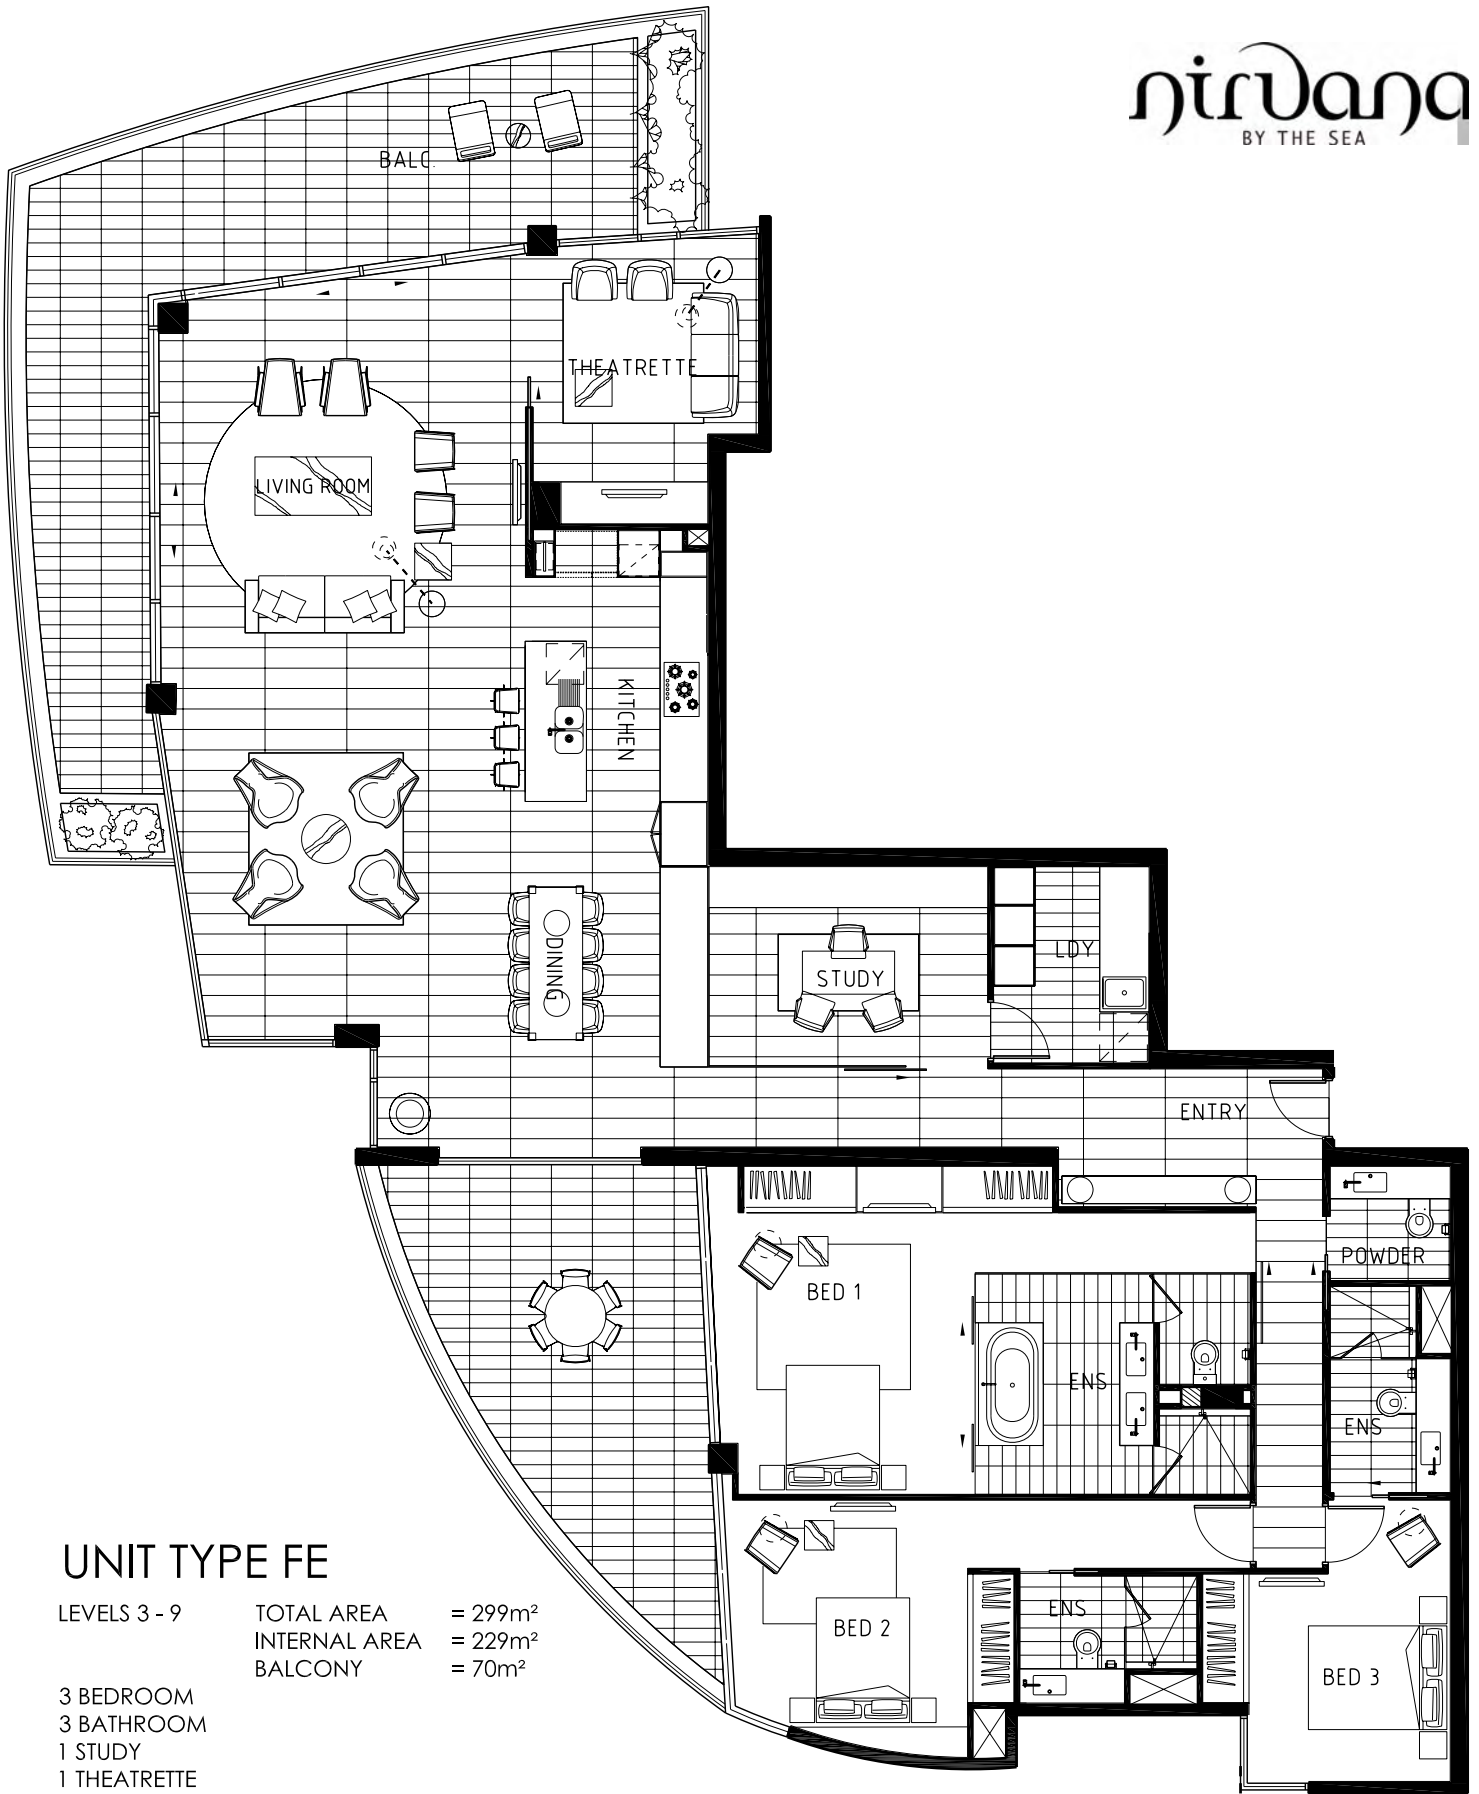 nirvana
BY THE SEA
BALC.
THEATRETTE
LIVING ROOM
KITCHEN
DINING
STUDY
LDY
ENTRY
POWDER
BED 1
ENS
ENS
BED 2
ENS
BED 3
UNIT TYPE FE
LEVELS 3 - 9
TOTAL AREA = 299m²
INTERNAL AREA = 229m²
BALCONY = 70m²
3 BEDROOM
3 BATHROOM
1 STUDY
1 THEATRETTE